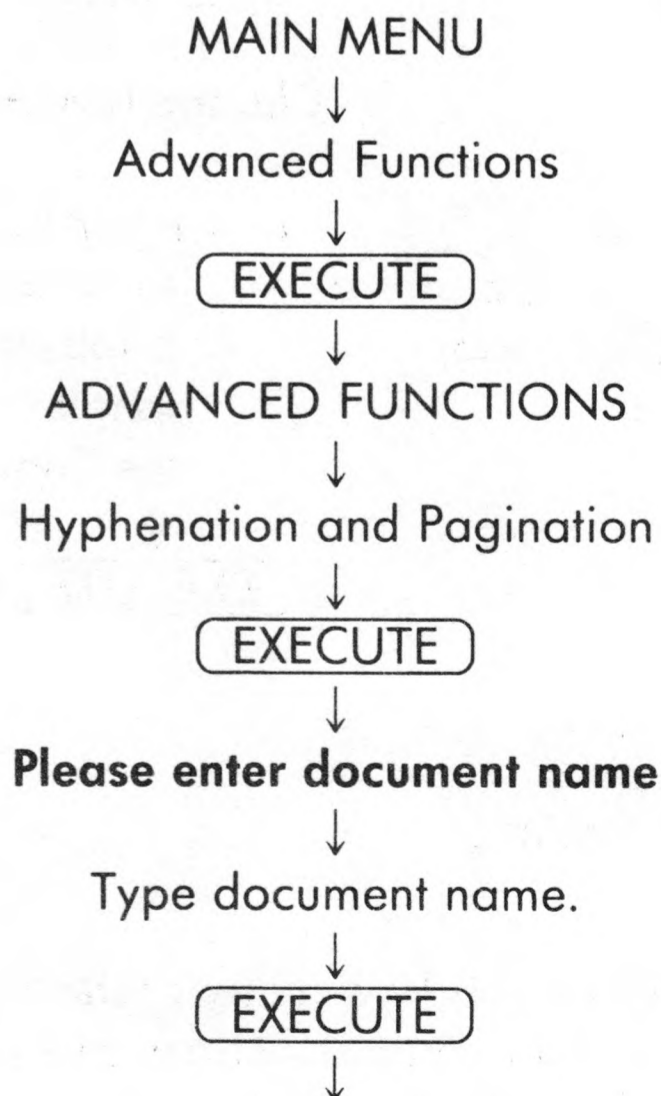 MAIN MENU
Advanced Functions
EXECUTE
ADVANCED FUNCTIONS
Hyphenation and Pagination
EXECUTE
Please enter document name
Type document name.
EXECUTE